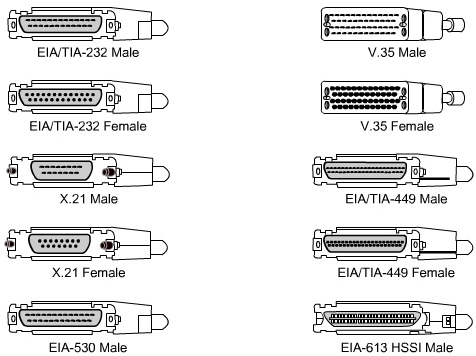 EIA/TIA-232 Male
V.35 Male
EIA/TIA-232 Female
V.35 Female
X.21 Male
EIA/TIA-449 Male
X.21 Female
EIA/TIA-449 Female
EIA-530 Male
EIA-613 HSSI Male